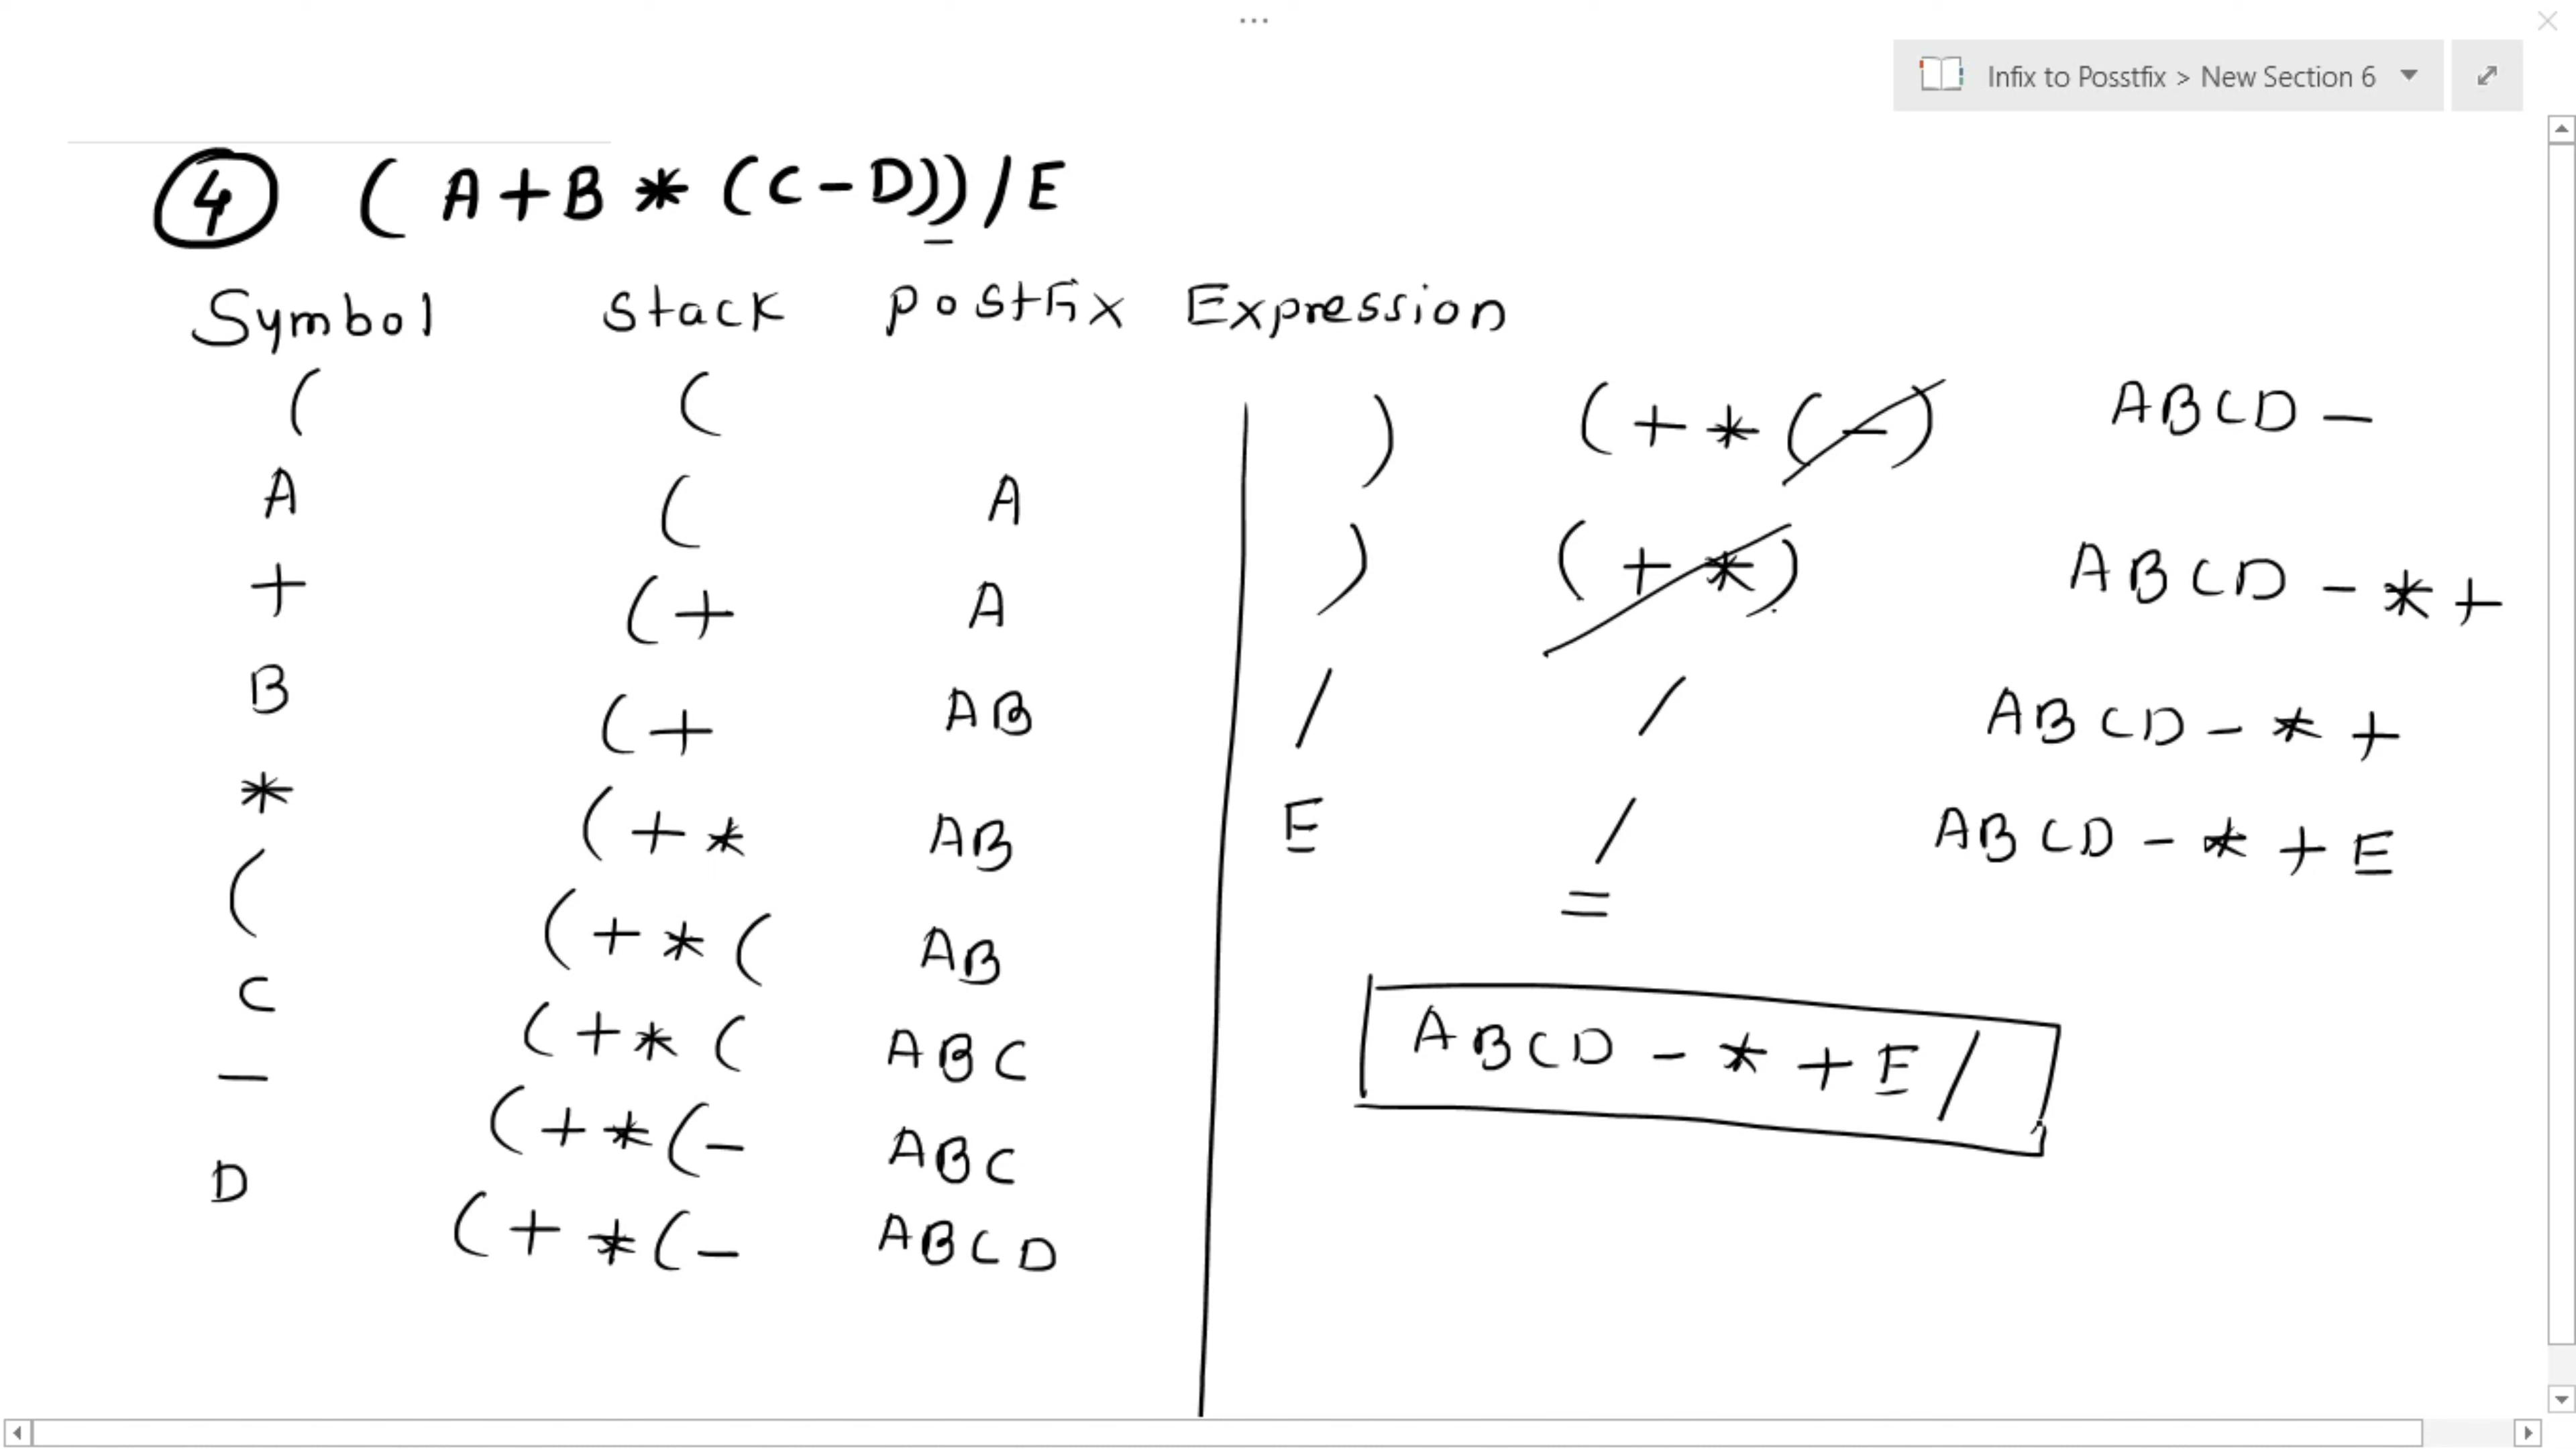 ...
Infix to Posstfix > New Section 6
④ ( A + B * ( C - D ) ) / E
Symbol Stack Postfix Expression
( (
A ( A
+ ( + A
B ( + AB
* ( + * AB
( ( + * ( AB
C ( + * ( ABC
- ( + * ( - ABC
D ( + * ( - ABCD
) ( + * ( - ) ABCD -
) ( + * ) ABCD - * +
/ / ABCD - * +
E / ABCD - * + E
=
ABCD - * + E /